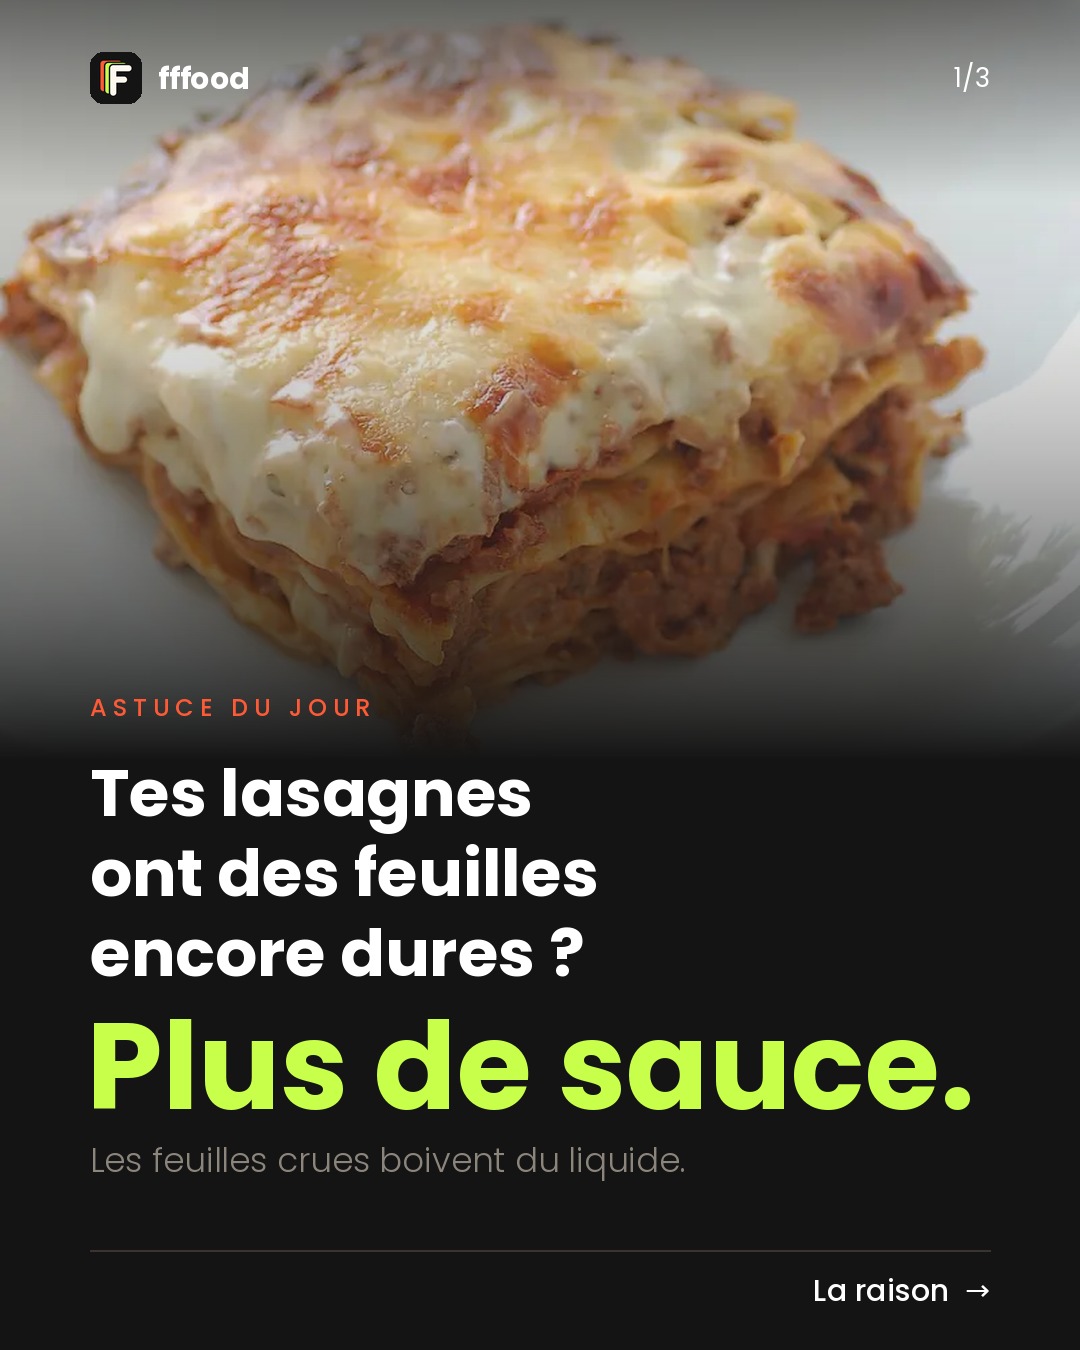 fffood
1/3
ASTUCE DU JOUR
Tes lasagnes
ont des feuilles
encore dures ?
Plus de sauce.
Les feuilles crues boivent du liquide.
La raison →